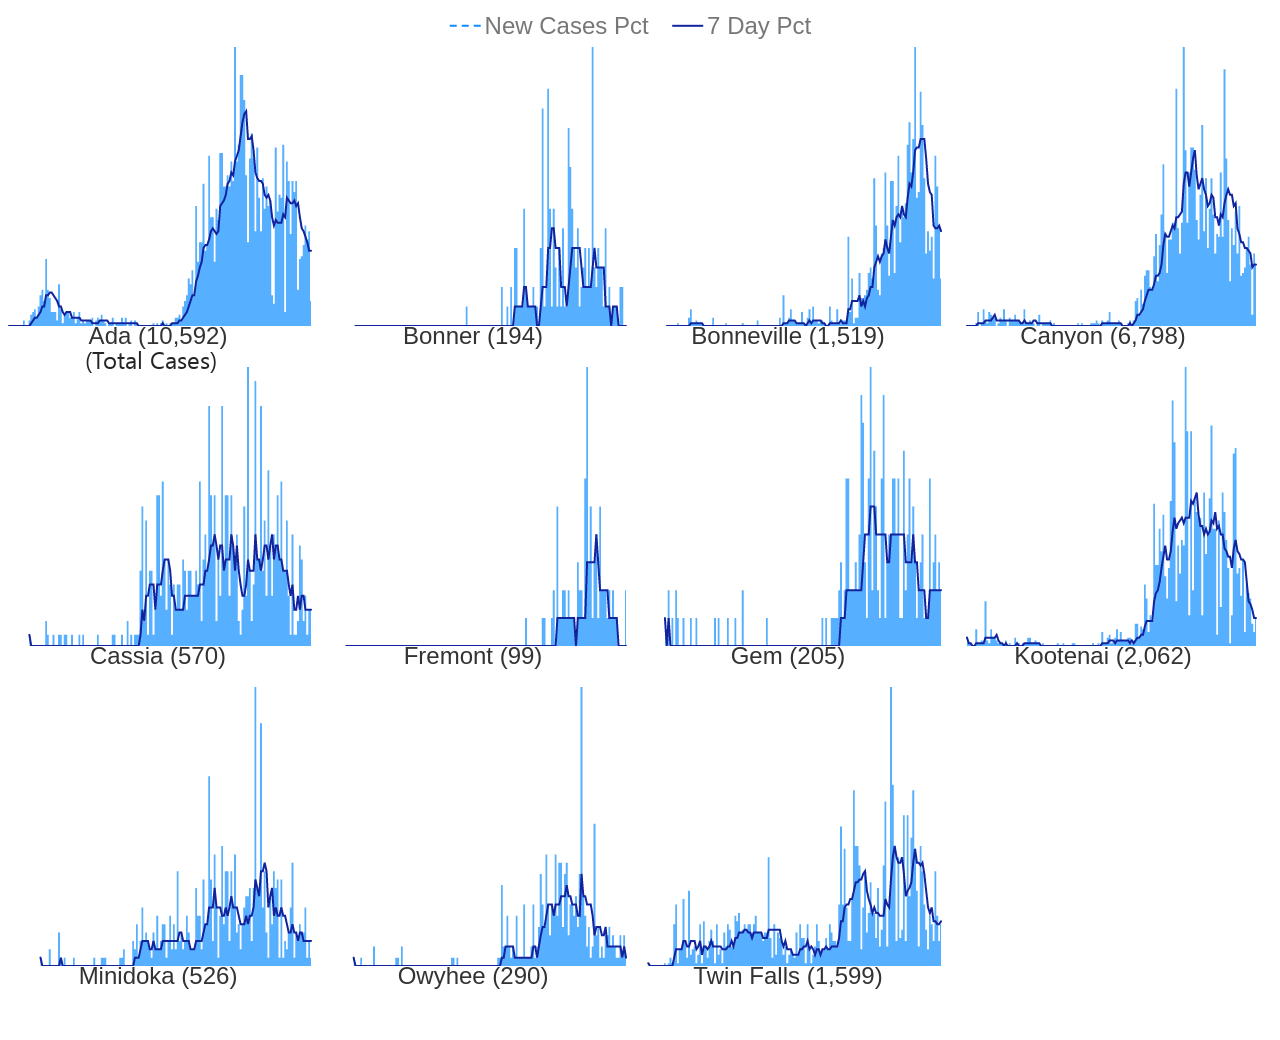 New Cases Pct 7 Day Pct
Ada (10,592) Bonner (194) Bonneville (1,519) Canyon (6,798)
(Total Cases)
Cassia (570) Fremont (99) Gem (205) Kootenai (2,062)
Minidoka (526) Owyhee (290) Twin Falls (1,599)